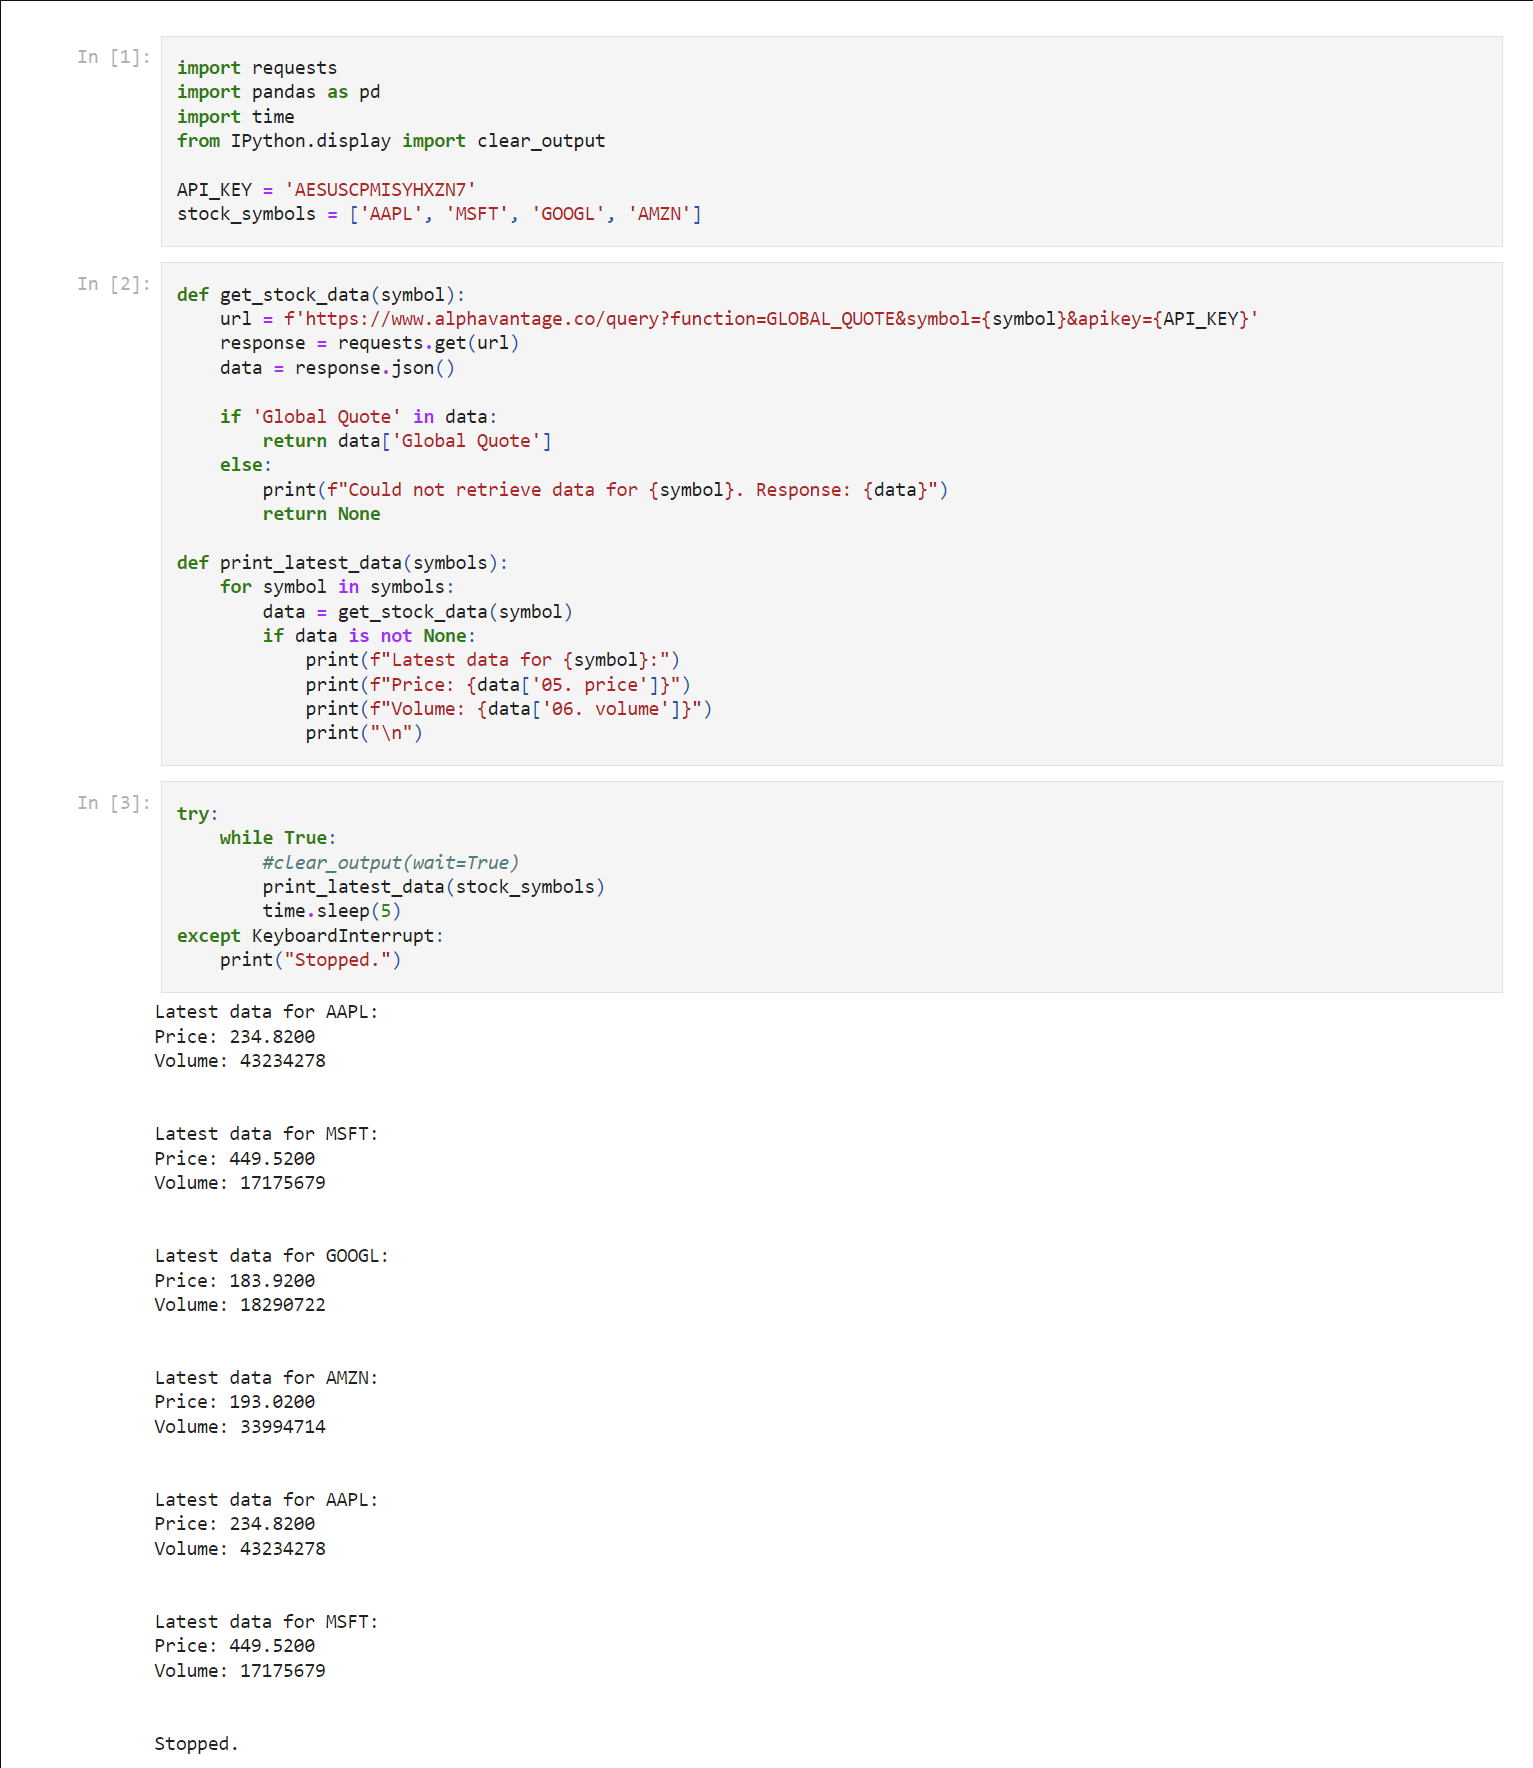 In [1]:
import requests
import pandas as pd
import time
from IPython.display import clear_output

API_KEY = 'AESUSCPMISYHXZN7'
stock_symbols = ['AAPL', 'MSFT', 'GOOGL', 'AMZN']

In [2]:
def get_stock_data(symbol):
    url = f'https://www.alphavantage.co/query?function=GLOBAL_QUOTE&symbol={symbol}&apikey={API_KEY}'
    response = requests.get(url)
    data = response.json()

    if 'Global Quote' in data:
        return data['Global Quote']
    else:
        print(f"Could not retrieve data for {symbol}. Response: {data}")
        return None

def print_latest_data(symbols):
    for symbol in symbols:
        data = get_stock_data(symbol)
        if data is not None:
            print(f"Latest data for {symbol}:")
            print(f"Price: {data['05. price']}")
            print(f"Volume: {data['06. volume']}")
            print("\n")

In [3]:
try:
    while True:
        #clear_output(wait=True)
        print_latest_data(stock_symbols)
        time.sleep(5)
except KeyboardInterrupt:
    print("Stopped.")

Latest data for AAPL:
Price: 234.8200
Volume: 43234278

Latest data for MSFT:
Price: 449.5200
Volume: 17175679

Latest data for GOOGL:
Price: 183.9200
Volume: 18290722

Latest data for AMZN:
Price: 193.0200
Volume: 33994714

Latest data for AAPL:
Price: 234.8200
Volume: 43234278

Latest data for MSFT:
Price: 449.5200
Volume: 17175679

Stopped.